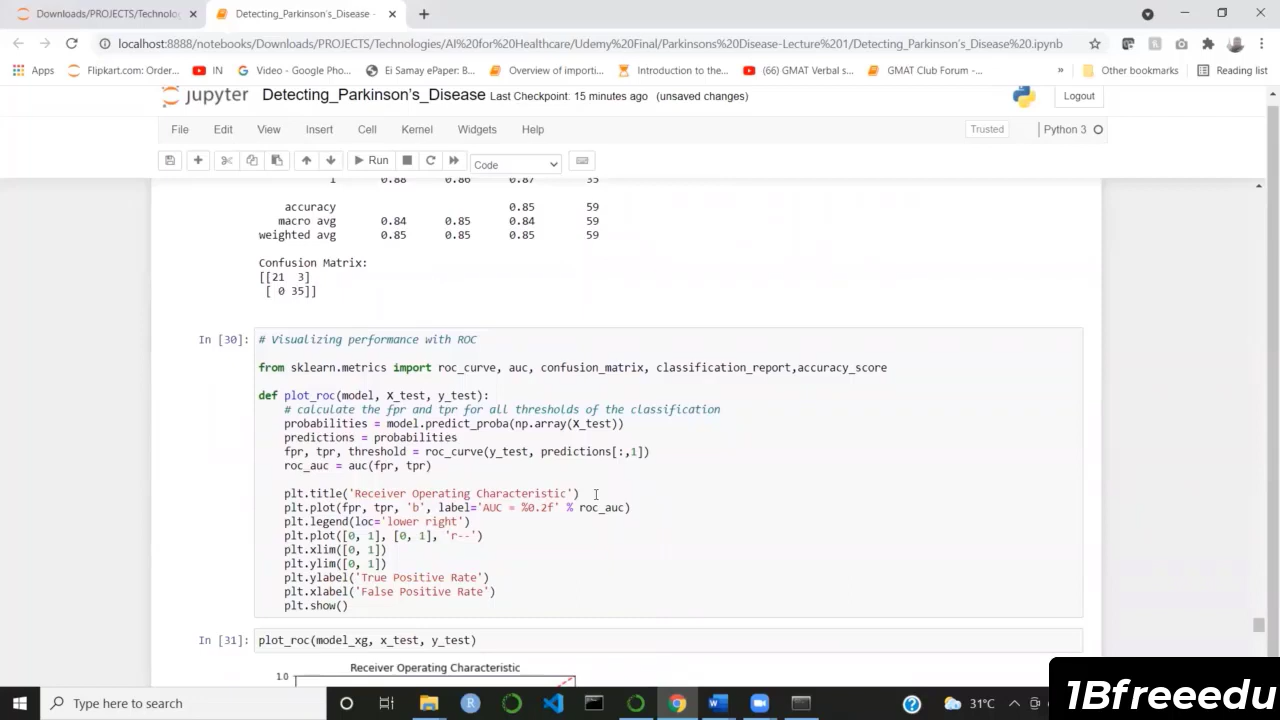 Downloads/PROJECTS/Technolog
Detecting_Parkinson's_Disease -
localhost:8888/notebooks/Downloads/PROJECTS/Technologies/AI%20for%20Healthcare/Udemy%20Final/Parkinsons%20Disease-Lecture%201/Detecting_Parkinson's_Disease%20.ipynb
Apps
Flipkart.com: Order...
IN
Video - Google Pho...
Ei Samay ePaper: B...
Overview of importi...
Introduction to the...
(66) GMAT Verbal s...
GMAT Club Forum -...
»
Other bookmarks
Reading list
jupyter Detecting_Parkinson's_Disease Last Checkpoint: 15 minutes ago (unsaved changes)
Logout
File Edit View Insert Cell Kernel Widgets Help
Trusted
Python 3
Run
Code
1 0.88 0.86 0.87 35
accuracy 0.85 59
macro avg 0.84 0.85 0.84 59
weighted avg 0.85 0.85 0.85 59
Confusion Matrix:
[[21 3]
[ 0 35]]
In [30]: # Visualizing performance with ROC
from sklearn.metrics import roc_curve, auc, confusion_matrix, classification_report,accuracy_score
def plot_roc(model, X_test, y_test):
# calculate the fpr and tpr for all thresholds of the classification
probabilities = model.predict_proba(np.array(X_test))
predictions = probabilities
fpr, tpr, threshold = roc_curve(y_test, predictions[:,1])
roc_auc = auc(fpr, tpr)
plt.title('Receiver Operating Characteristic')
plt.plot(fpr, tpr, 'b', label='AUC = %0.2f' % roc_auc)
plt.legend(loc='lower right')
plt.plot([0, 1], [0, 1], 'r--')
plt.xlim([0, 1])
plt.ylim([0, 1])
plt.ylabel('True Positive Rate')
plt.xlabel('False Positive Rate')
plt.show()
In [31]: plot_roc(model_xg, x_test, y_test)
Receiver Operating Characteristic
1.0
Type here to search
31°C
1Bfreeedu